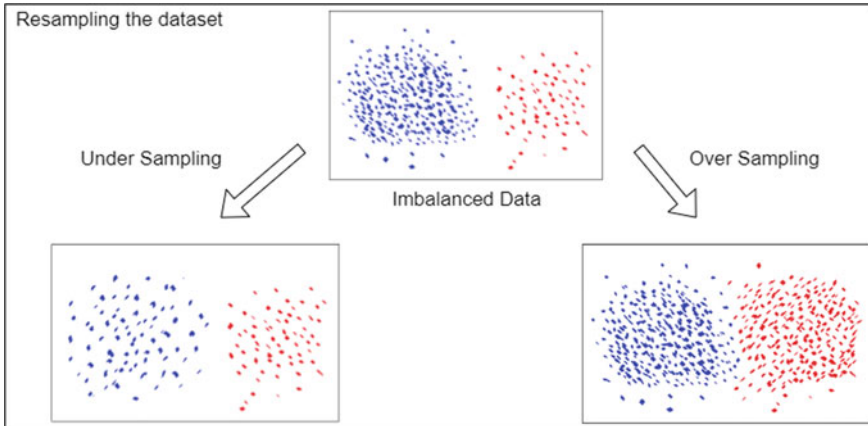 Resampling the dataset
Under Sampling
Over Sampling
Imbalanced Data